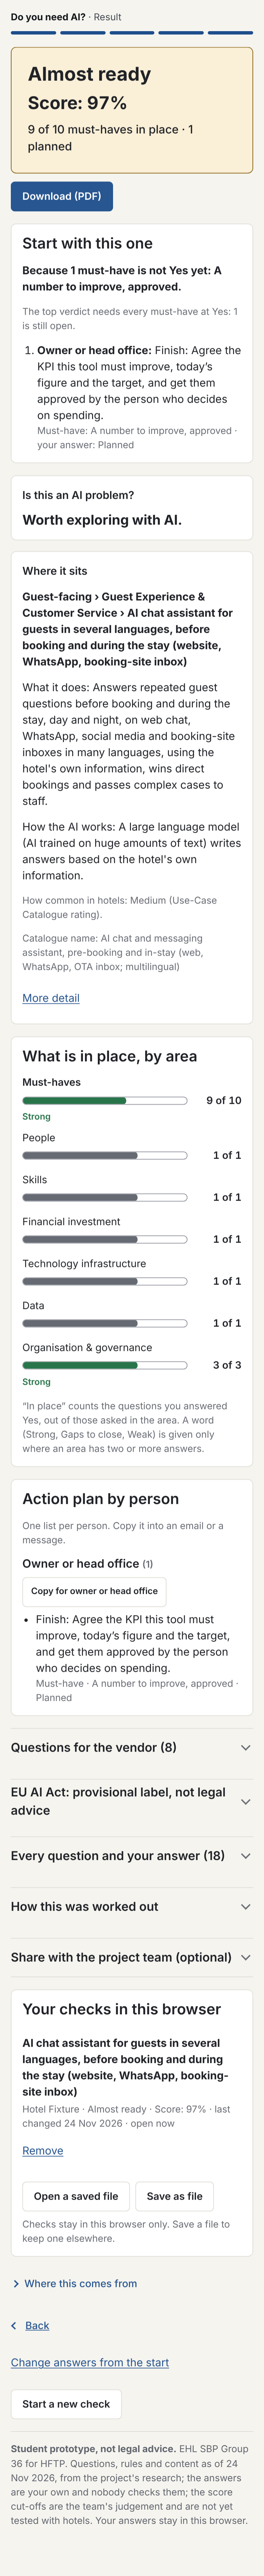 Do you need AI? · Result
Almost ready
Score: 97%
9 of 10 must-haves in place · 1
planned
Download (PDF)
Start with this one
Because 1 must-have is not Yes yet: A
number to improve, approved.
The top verdict needs every must-have at Yes: 1
is still open.
1. Owner or head office: Finish: Agree the
KPI this tool must improve, today's
figure and the target, and get them
approved by the person who decides
on spending.
Must-have: A number to improve, approved ·
your answer: Planned
Is this an AI problem?
Worth exploring with AI.
Where it sits
Guest-facing › Guest Experience &
Customer Service › AI chat assistant for
guests in several languages, before
booking and during the stay (website,
WhatsApp, booking-site inbox)
What it does: Answers repeated guest
questions before booking and during the
stay, day and night, on web chat,
WhatsApp, social media and booking-site
inboxes in many languages, using the
hotel's own information, wins direct
bookings and passes complex cases to
staff.
How the AI works: A large language model
(AI trained on huge amounts of text) writes
answers based on the hotel's own
information.
How common in hotels: Medium (Use-Case
Catalogue rating).
Catalogue name: AI chat and messaging
assistant, pre-booking and in-stay (web,
WhatsApp, OTA inbox; multilingual)
More detail
What is in place, by area
Must-haves
9 of 10
Strong
People
1 of 1
Skills
1 of 1
Financial investment
1 of 1
Technology infrastructure
1 of 1
Data
1 of 1
Organisation & governance
3 of 3
Strong
“In place” counts the questions you answered
Yes, out of those asked in the area. A word
(Strong, Gaps to close, Weak) is given only
where an area has two or more answers.
Action plan by person
One list per person. Copy it into an email or a
message.
Owner or head office (1)
Copy for owner or head office
• Finish: Agree the KPI this tool must
improve, today's figure and the target,
and get them approved by the person
who decides on spending.
Must-have · A number to improve, approved ·
Planned
Questions for the vendor (8)
EU AI Act: provisional label, not legal
advice
Every question and your answer (18)
How this was worked out
Share with the project team (optional)
Your checks in this browser
AI chat assistant for guests in several
languages, before booking and during
the stay (website, WhatsApp, booking-
site inbox)
Hotel Fixture · Almost ready · Score: 97% · last
changed 24 Nov 2026 · open now
Remove
Open a saved file
Save as file
Checks stay in this browser only. Save a file to
keep one elsewhere.
Where this comes from
Back
Change answers from the start
Start a new check
Student prototype, not legal advice. EHL SBP Group
36 for HFTP. Questions, rules and content as of 24
Nov 2026, from the project's research; the answers
are your own and nobody checks them; the score
cut-offs are the team's judgement and are not yet
tested with hotels. Your answers stay in this browser.